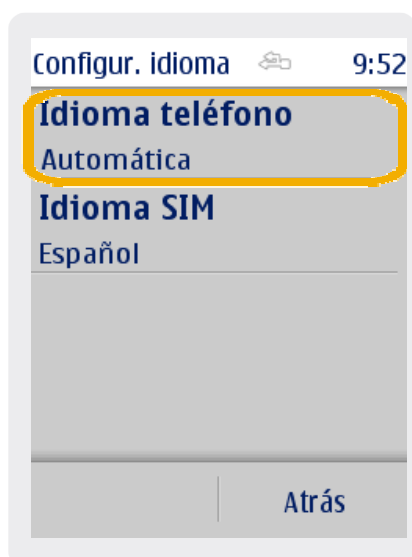 Configur. idioma 9:52
Idioma teléfono
Automática
Idioma SIM
Español
Atrás